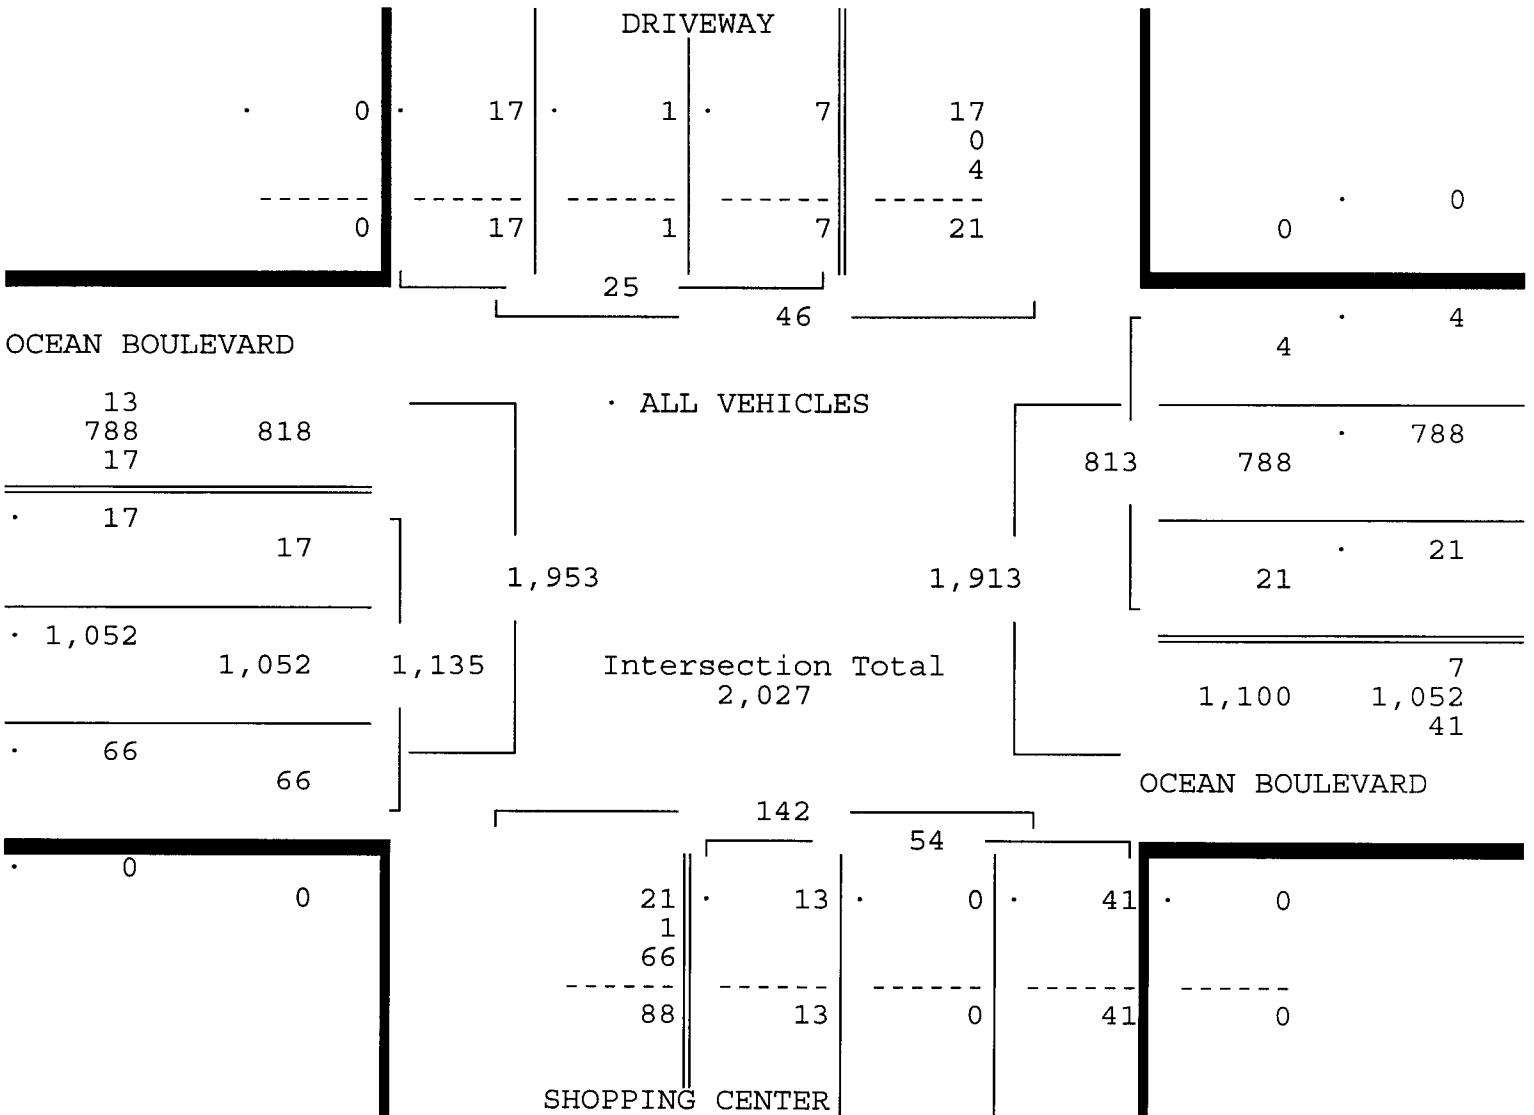 DRIVEWAY
· 0 · 17 · 1 · 7 17
0
4
------ ------ ------ ------ ------
· 0
0 17 1 7 21
0
25
46
· 4
OCEAN BOULEVARD
4
13
· ALL VEHICLES
788 818
· 788
17
813 788
· 17
17
· 21
1,953 1,913 21
· 1,052
1,052 1,135 Intersection Total
7
2,027
1,100 1,052
41
· 66
66
OCEAN BOULEVARD
142
54
· 0
0
21 · 13 · 0 · 41 · 0
1
66
------ ------ ------ ------ ------
88 13 0 41 0
SHOPPING CENTER